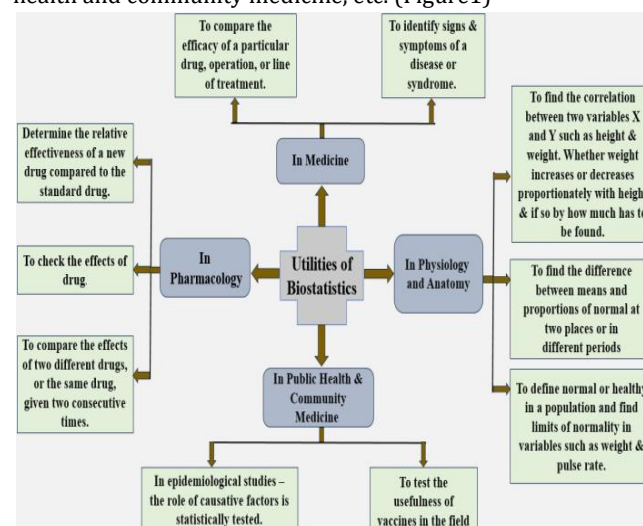 health and community medicine, etc. (Figure1)
To compare the
efficacy of a particular
drug, operation, or line
of treatment.
To identify signs &
symptoms of a
disease or
syndrome.
In Medicine
Determine the relative
effectiveness of a new
drug compared to the
standard drug.
To check the effects of
drug
To compare the effects
of two different drugs,
or the same drug,
given two consecutive
times.
In
Pharmacology
Utilities of
Biostatistics
In Physiology
and Anatomy
To find the correlation
between two variables X
and Y such as height &
weight. Whether weight
increases or decreases
proportionately with height
& if so by how much has to
be found.
To find the difference
between means and
proportions of normal at
two places or in
different periods
To define normal or healthy
in a population and find
limits of normality in
variables such as weight &
pulse rate.
In Public Health &
Community
Medicine
In epidemiological studies –
the role of causative factors is
statistically tested.
To test the
usefulness of
vaccines in the field